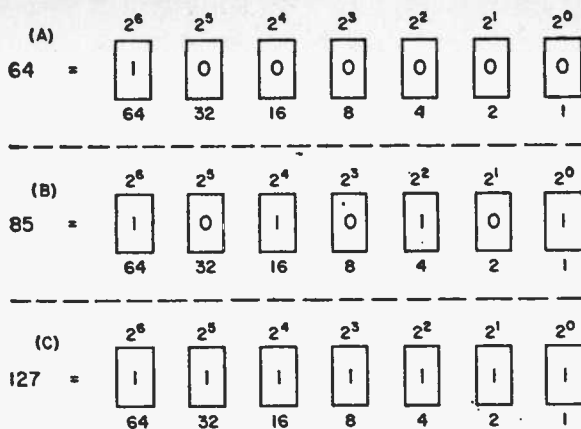 (A) 2⁶ 2⁵ 2⁴ 2³ 2² 2¹ 2⁰
64 = 1 0 0 0 0 0 0
64 32 16 8 4 2 1
(B) 2⁶ 2⁵ 2⁴ 2³ 2² 2¹ 2⁰
85 = 1 0 1 0 1 0 1
64 32 16 8 4 2 1
(C) 2⁶ 2⁵ 2⁴ 2³ 2² 2¹ 2⁰
127 = 1 1 1 1 1 1 1
64 32 16 8 4 2 1